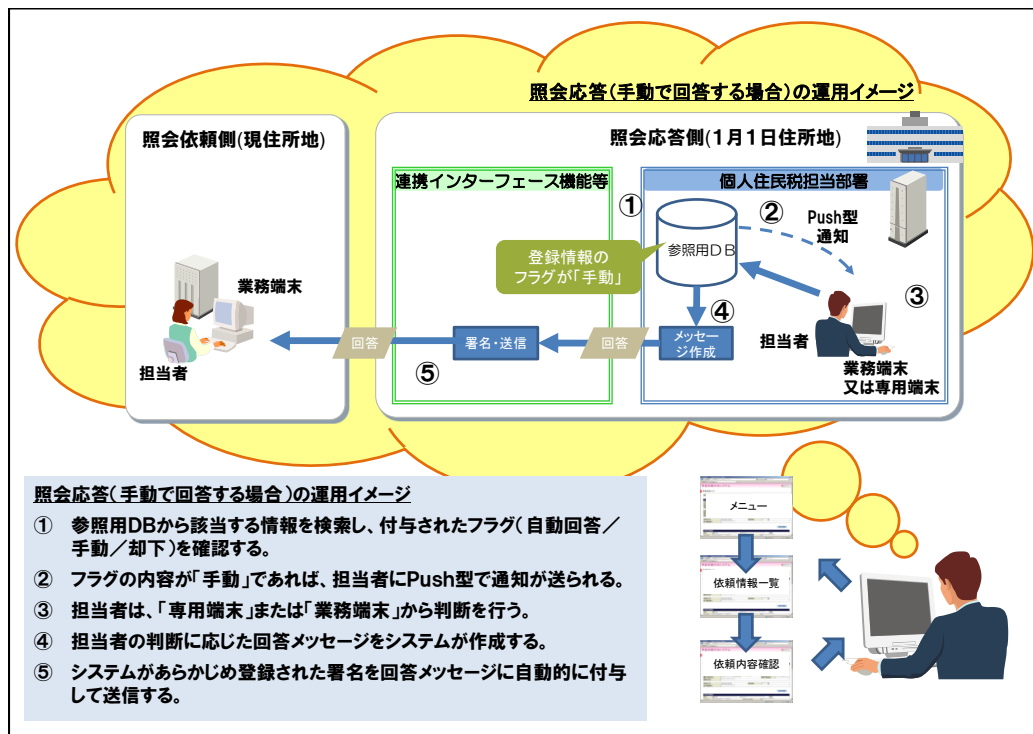 照会応答(手動で回答する場合)の運用イメージ
照会依頼側(現住所地)
照会応答側(1月1日住所地)
連携インターフェース機能等
個人住民税担当部署
①
②
Push型
通知
参照用DB
登録情報の
フラグが「手動」
③
④
業務端末
担当者
回答
署名・送信
回答
メッセー
ジ作成
担当者
業務端末
又は専用端末
⑤
照会応答(手動で回答する場合)の運用イメージ
① 参照用DBから該当する情報を検索し、付与されたフラグ(自動回答/
手動/却下)を確認する。
② フラグの内容が「手動」であれば、担当者にPush型で通知が送られる。
③ 担当者は、「専用端末」または「業務端末」から判断を行う。
④ 担当者の判断に応じた回答メッセージをシステムが作成する。
⑤ システムがあらかじめ登録された署名を回答メッセージに自動的に付与
して送信する。
メニュー
依頼情報一覧
依頼内容確認